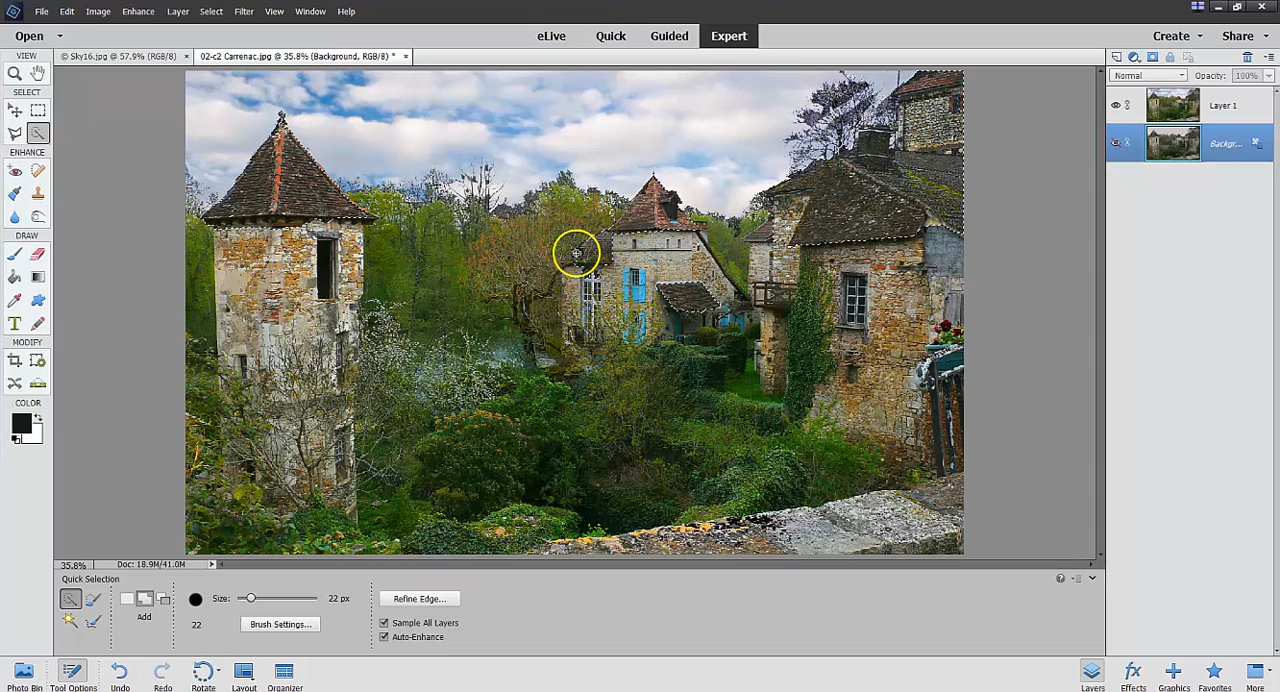 File Edit Image Enhance Layer Select Filter View Window Help
Open eLive Quick Guided Expert Create Share
VIEW © Sky16.jpg @ 57.9% (RGB/8) × 02-c2 Carrenac.jpg @ 35.8% (Background, RGB/8) * ×
Normal Opacity: 100%
SELECT
Layer 1
Backgr...
ENHANCE
DRAW
T
MODIFY
COLOR
35.8% Doc: 18.9M/41.0M
Quick Selection
Size: 22 px Refine Edge...
Add 22 Brush Settings... Sample All Layers
Auto-Enhance
Photo Bin Tool Options Undo Redo Rotate Layout Organizer Layers Effects Graphics Favorites More